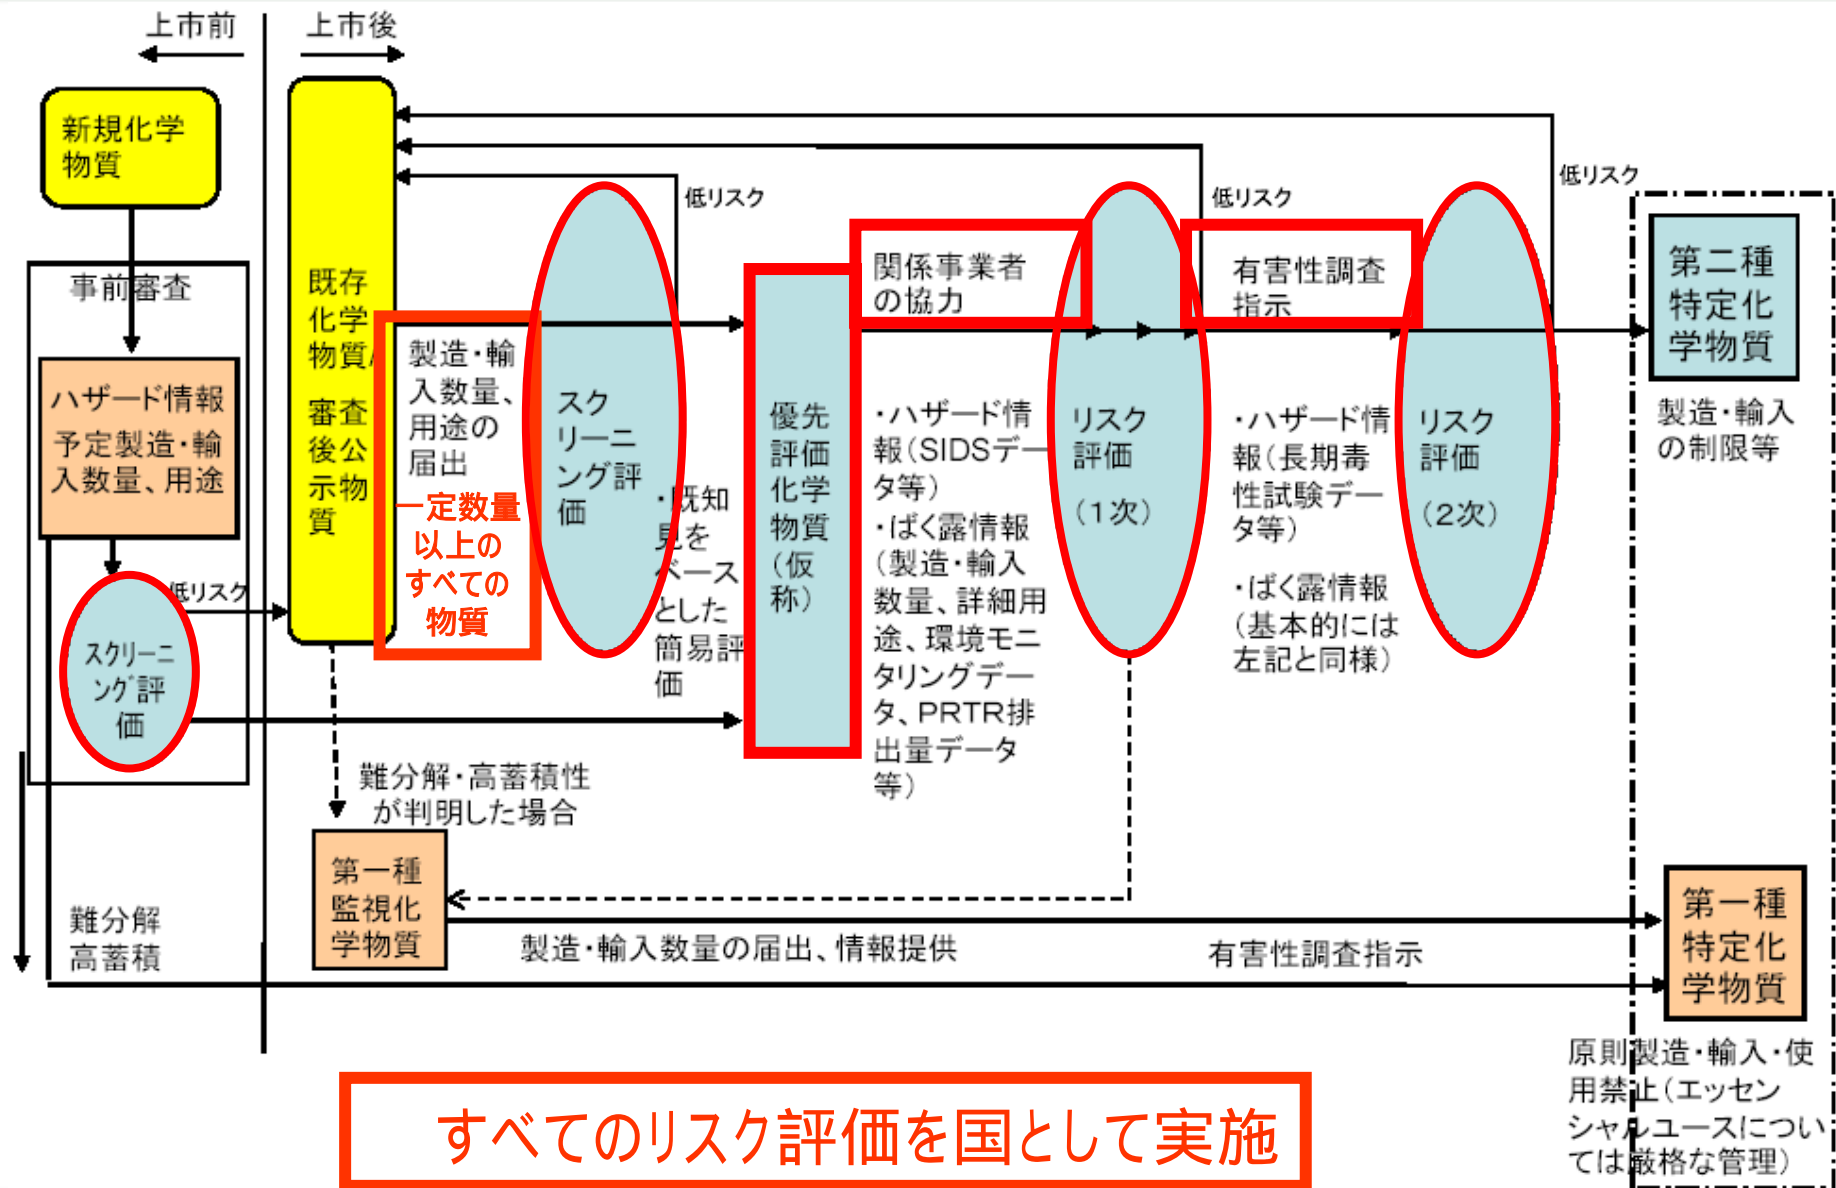 上市前
上市後
新規化学
物質
事前審査
ハザード情報
予定製造・輸
入数量、用途
スクリーニ
ング評
価
低リスク
難分解
高蓄積
既存
化学
物質/
審査
後公
示物
質
製造・輸
入数量、
用途の
届出
一定数量
以上の
すべての
物質
スク
リーニ
ング評
価
低リスク
・既知
見を
ベース
とした
簡易評
価
優先
評価
化学
物質
(仮
称)
関係事業者
の協力
・ハザード情
報(SIDSデー
タ等)
・ばく露情報
(製造・輸入
数量、詳細用
途、環境モニ
タリングデー
タ、PRTR排
出量データ
等)
リスク
評価
(1次)
低リスク
有害性調査
指示
・ハザード情
報(長期毒
性試験デー
タ等)
・ばく露情報
(基本的には
左記と同様)
リスク
評価
(2次)
低リスク
第二種
特定化
学物質
製造・輸入
の制限等
難分解・高蓄積性
が判明した場合
第一種
監視化
学物質
製造・輸入数量の届出、情報提供
有害性調査指示
第一種
特定化
学物質
原則製造・輸入・使
用禁止(エッセン
シャルユースについ
ては厳格な管理)
すべてのリスク評価を国として実施